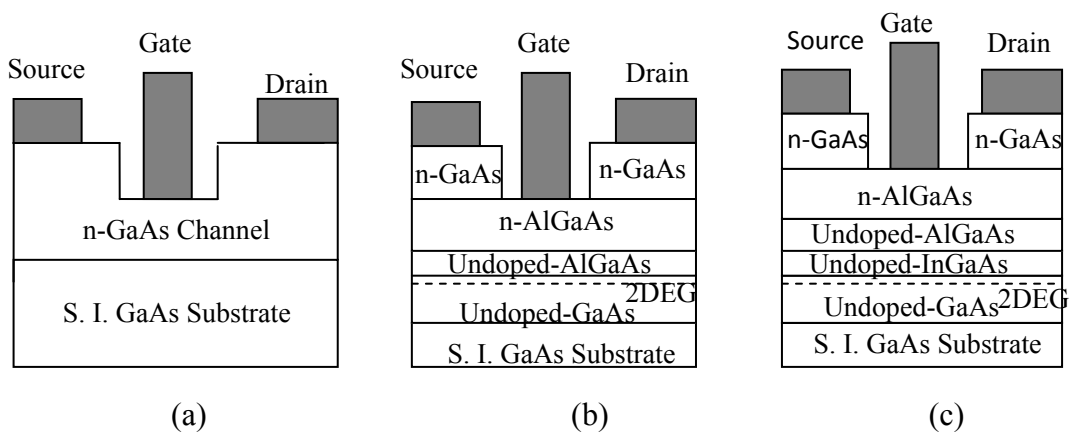 Source
Gate
Drain
n-GaAs Channel
S. I. GaAs Substrate
(a)
Source
Gate
Drain
n-GaAs
n-GaAs
n-AlGaAs
Undoped-AlGaAs
2DEG
Undoped-GaAs
S. I. GaAs Substrate
(b)
Source
Gate
Drain
n-GaAs
n-GaAs
n-AlGaAs
Undoped-AlGaAs
Undoped-InGaAs
2DEG
Undoped-GaAs
S. I. GaAs Substrate
(c)